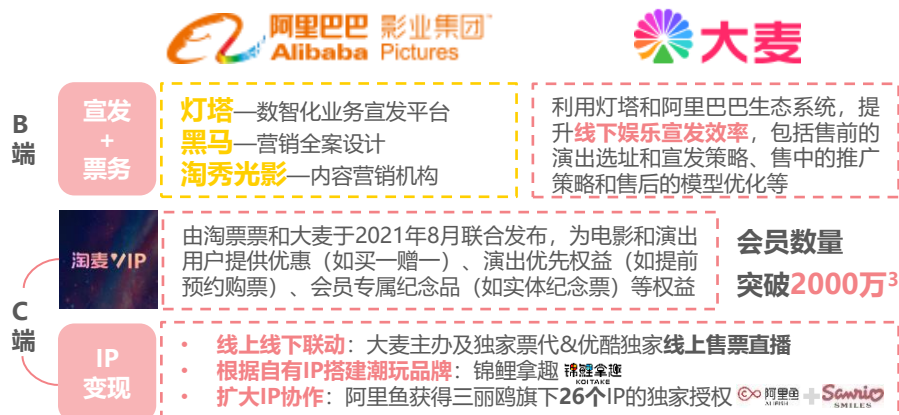 阿里巴巴 影业集团™
Alibaba Pictures
大麦
B
端
宣发
+
票务
灯塔—数智化业务宣发平台
黑马—营销全案设计
淘秀光影—内容营销机构
利用灯塔和阿里巴巴生态系统，提
升线下娱乐宣发效率，包括售前的
演出选址和宣发策略、售中的推广
策略和售后的模型优化等
C
端
淘麦VIP
由淘票票和大麦于2021年8月联合发布，为电影和演出
用户提供优惠（如买一赠一）、演出优先权益（如提前
预约购票）、会员专属纪念品（如实体纪念票）等权益
会员数量
突破2000万3
IP
变现
• 线上线下联动：大麦主办及独家票代&优酷独家线上售票直播
• 根据自有IP搭建潮玩品牌：锦鲤拿趣 锦鲤拿趣 KOITAKE
• 扩大IP协作：阿里鱼获得三丽鸥旗下26个IP的独家授权 阿里鱼 ALIFISH + Sanrio SMILES